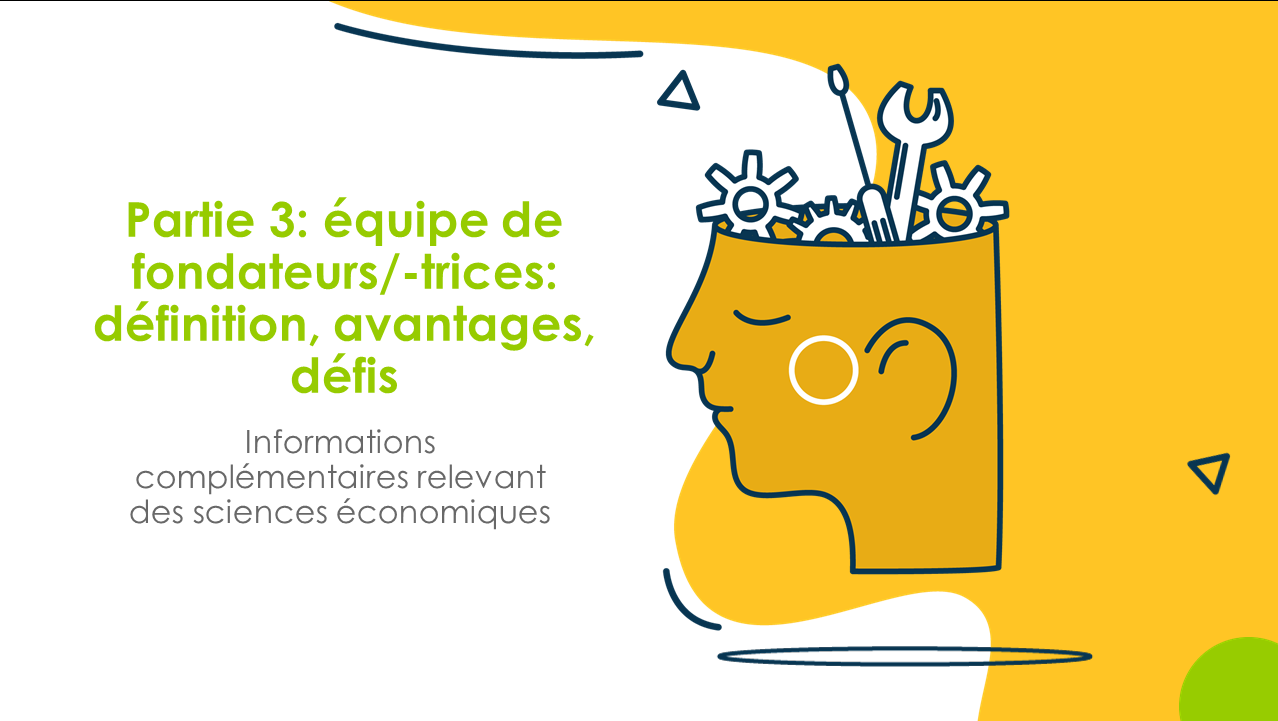 Partie 3: équipe de
fondateurs/-trices:
définition, avantages,
défis
Informations
complémentaires relevant
des sciences économiques